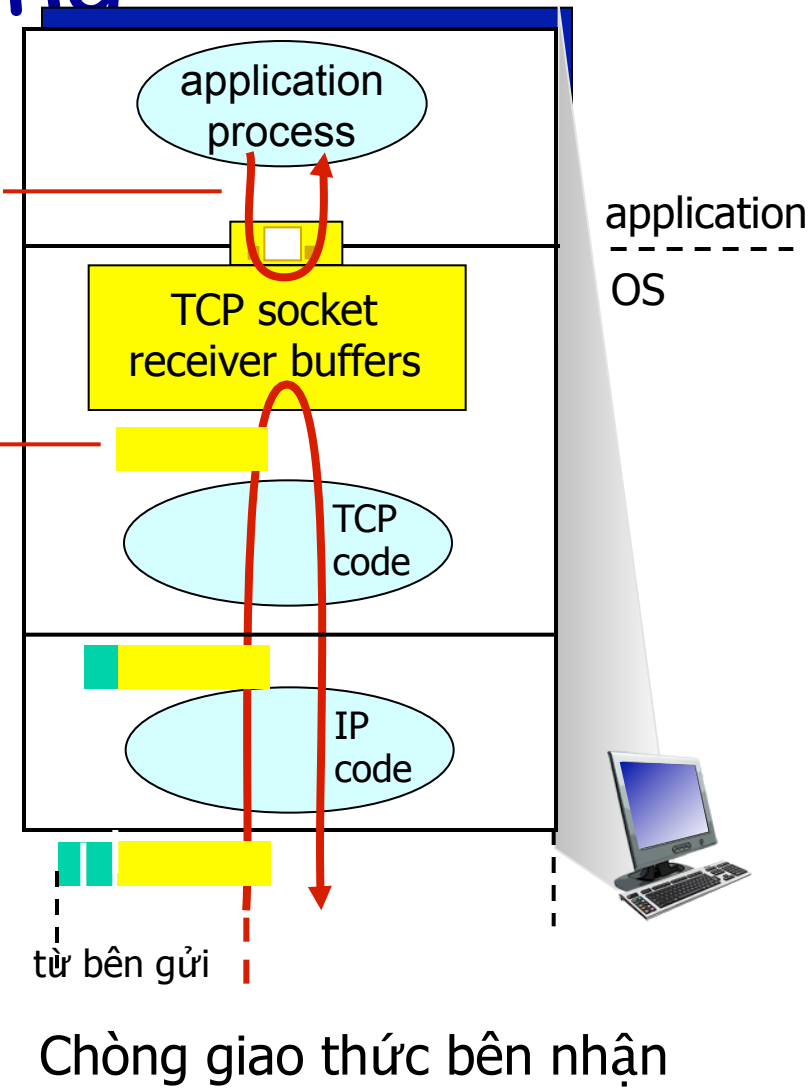 application
process
application
OS
TCP socket
receiver buffers
TCP
code
IP
code
từ bên gửi
Chòng giao thức bên nhận